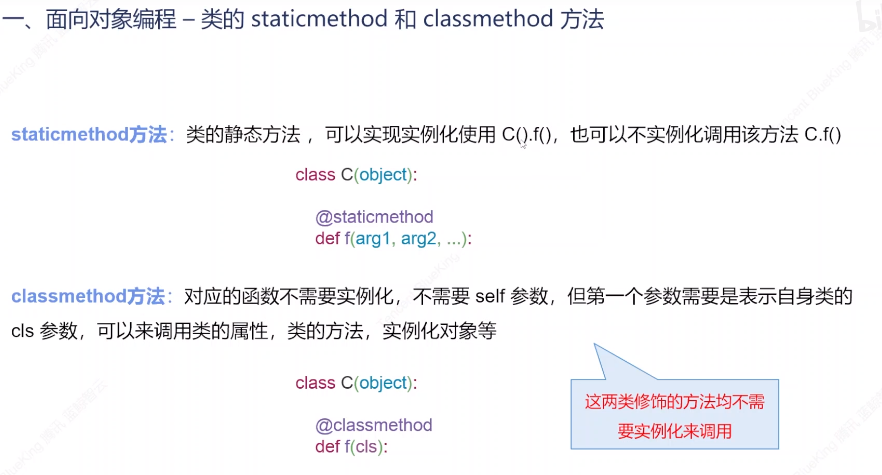 一、面向对象编程 – 类的 staticmethod 和 classmethod 方法
staticmethod方法：类的静态方法 ，可以实现实例化使用 C().f()，也可以不实例化调用该方法 C.f()
class C(object):
@staticmethod
def f(arg1, arg2, ...):
classmethod方法：对应的函数不需要实例化，不需要 self 参数，但第一个参数需要是表示自身类的
cls 参数，可以来调用类的属性，类的方法，实例化对象等
class C(object):
@classmethod
def f(cls):
这两类修饰的方法均不需
要实例化来调用